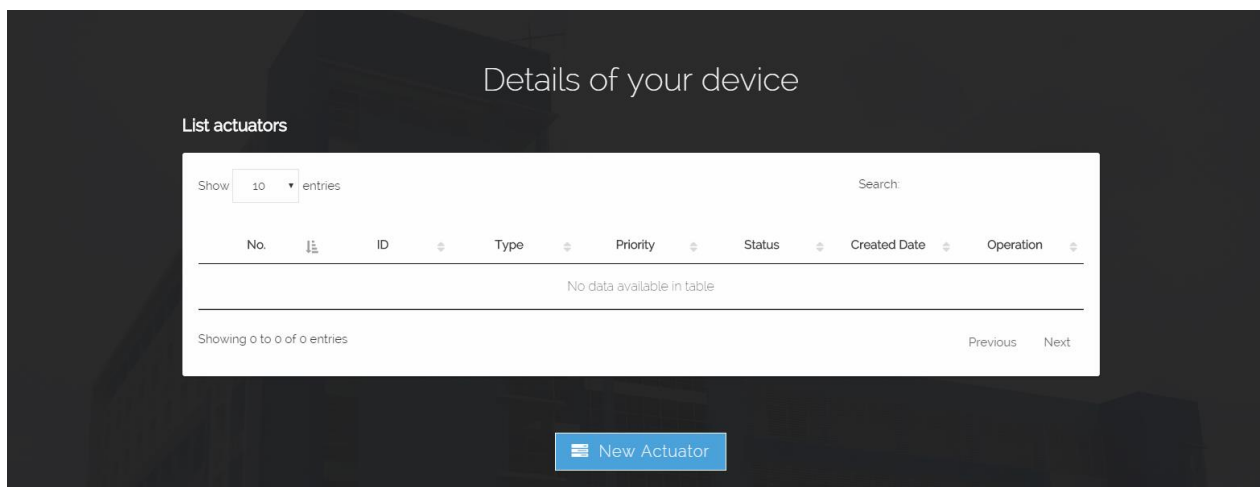 Details of your device
List actuators
Show 10 entries Search:
No. ID Type Priority Status Created Date Operation
No data available in table
Showing 0 to 0 of 0 entries Previous Next
New Actuator